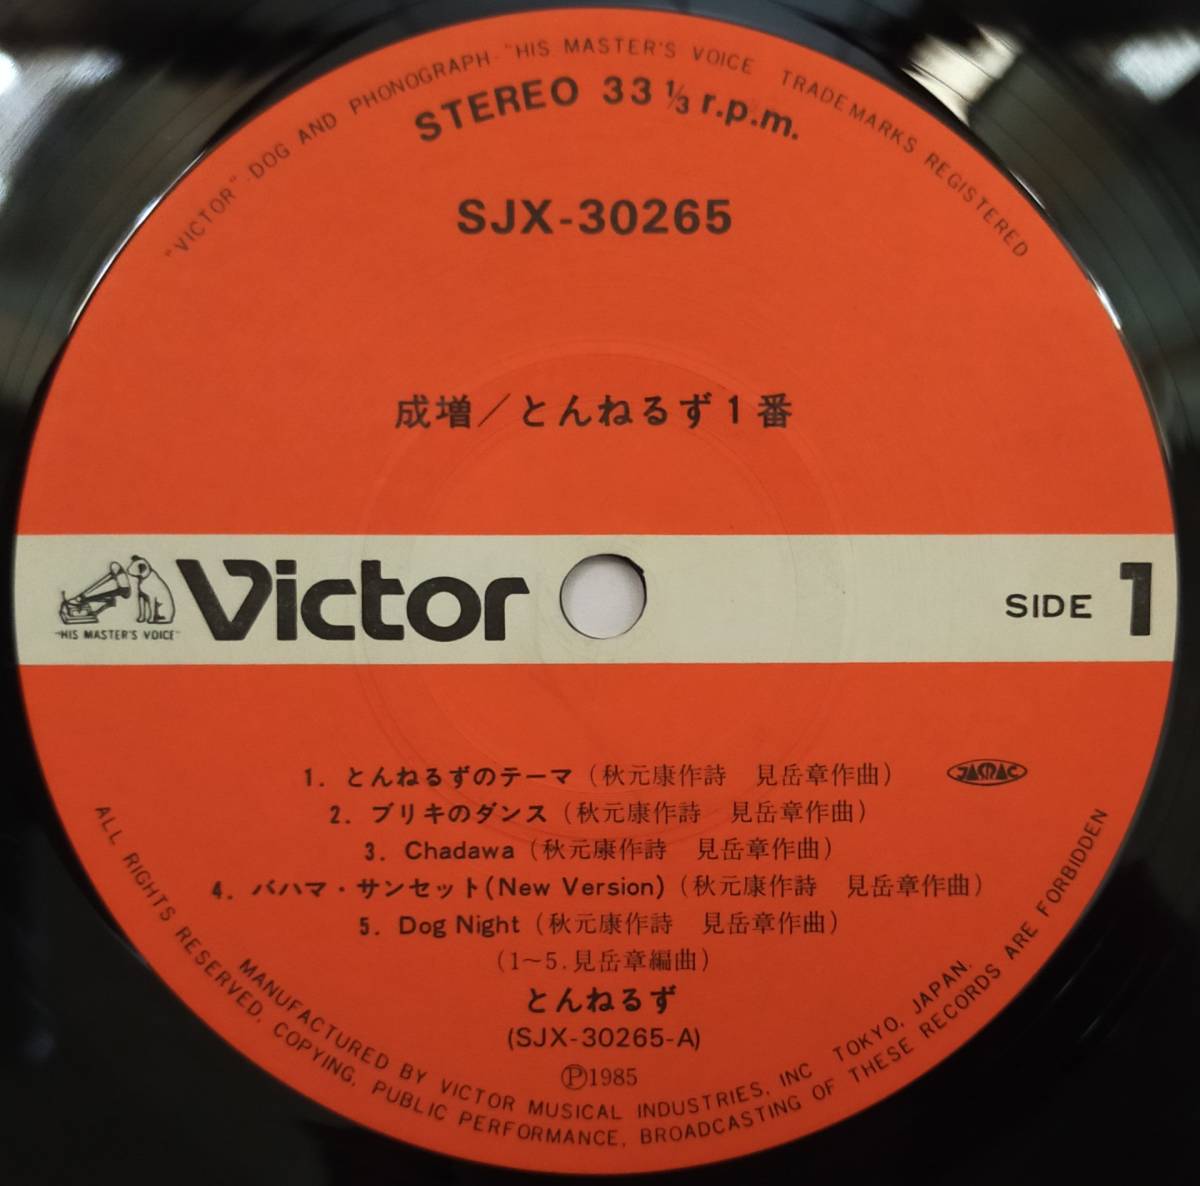 "VICTOR"-DOG AND PHONOGRAPH-"HIS MASTER'S VOICE TRADEMARKS REGISTERED
STEREO 33 1/3 r.p.m.
SJX-30265
成増／とんねるず1番
"HIS MASTER'S VOICE"
Victor
SIDE 1
1. とんねるずのテーマ（秋元康作詩　見岳章作曲）
JASRAC
2. ブリキのダンス（秋元康作詩　見岳章作曲）
3. Chadawa（秋元康作詩　見岳章作曲）
4. バハマ・サンセット(New Version)（秋元康作詩　見岳章作曲）
5. Dog Night（秋元康作詩　見岳章作曲）
(1～5.見岳章編曲)
とんねるず
(SJX-30265-A)
Ⓟ1985
MANUFACTURED BY VICTOR MUSICAL INDUSTRIES, INC TOKYO, JAPAN.
ALL RIGHTS RESERVED, COPYING, PUBLIC PERFORMANCE, BROADCASTING OF THESE RECORDS ARE FORBIDDEN